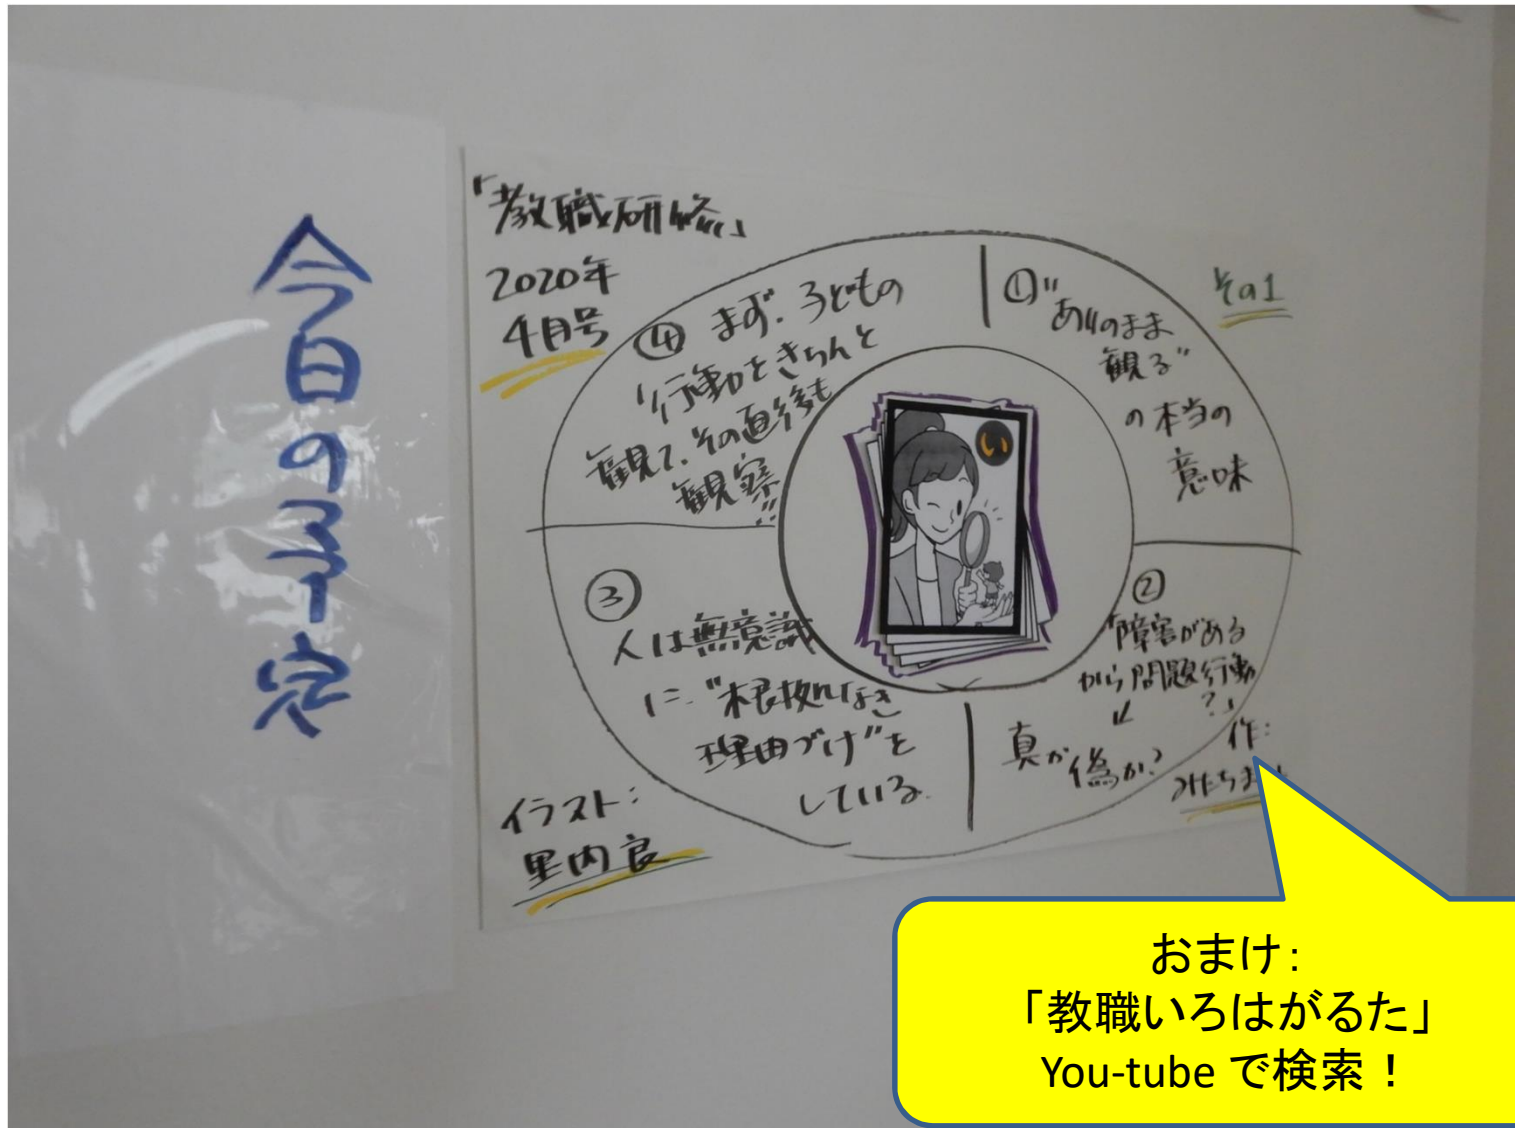 今日の予定
「教職研修」
2020年
4月号
その1
①"ありのまま
観る"
の本当の
意味
い
②
「障害がある
から問題行動
?」
↙
真か偽か?
③
人は無意識
に"根拠なき
理由づけ"を
している.
④まず.子どもの
行動をきちんと
観て、その直後も
観察!!
イラスト:
里内良
作:
おまけ:
「教職いろはがるた」
You-tube で検索！